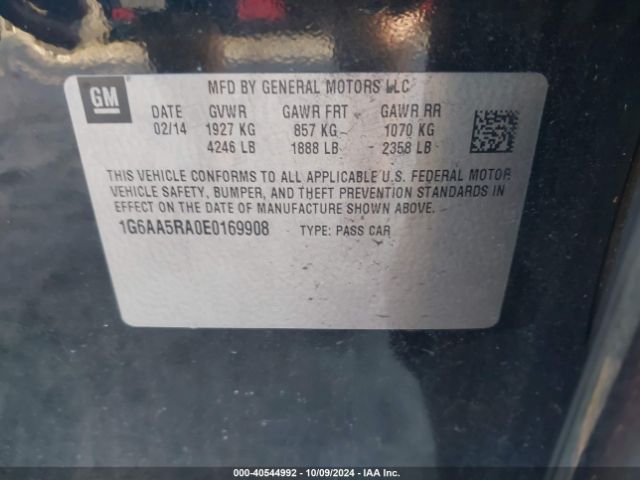 GM
MFD BY GENERAL MOTORS LLC
DATE GVWR GAWR FRT GAWR RR
02/14 1927 KG 857 KG 1070 KG
4246 LB 1888 LB 2358 LB
THIS VEHICLE CONFORMS TO ALL APPLICABLE U.S. FEDERAL MOTOR
VEHICLE SAFETY, BUMPER, AND THEFT PREVENTION STANDARDS IN
EFFECT ON THE DATE OF MANUFACTURE SHOWN ABOVE.
1G6AA5RA0E0169908 TYPE: PASS CAR
000-40544992 - 10/09/2024 - IAA Inc.